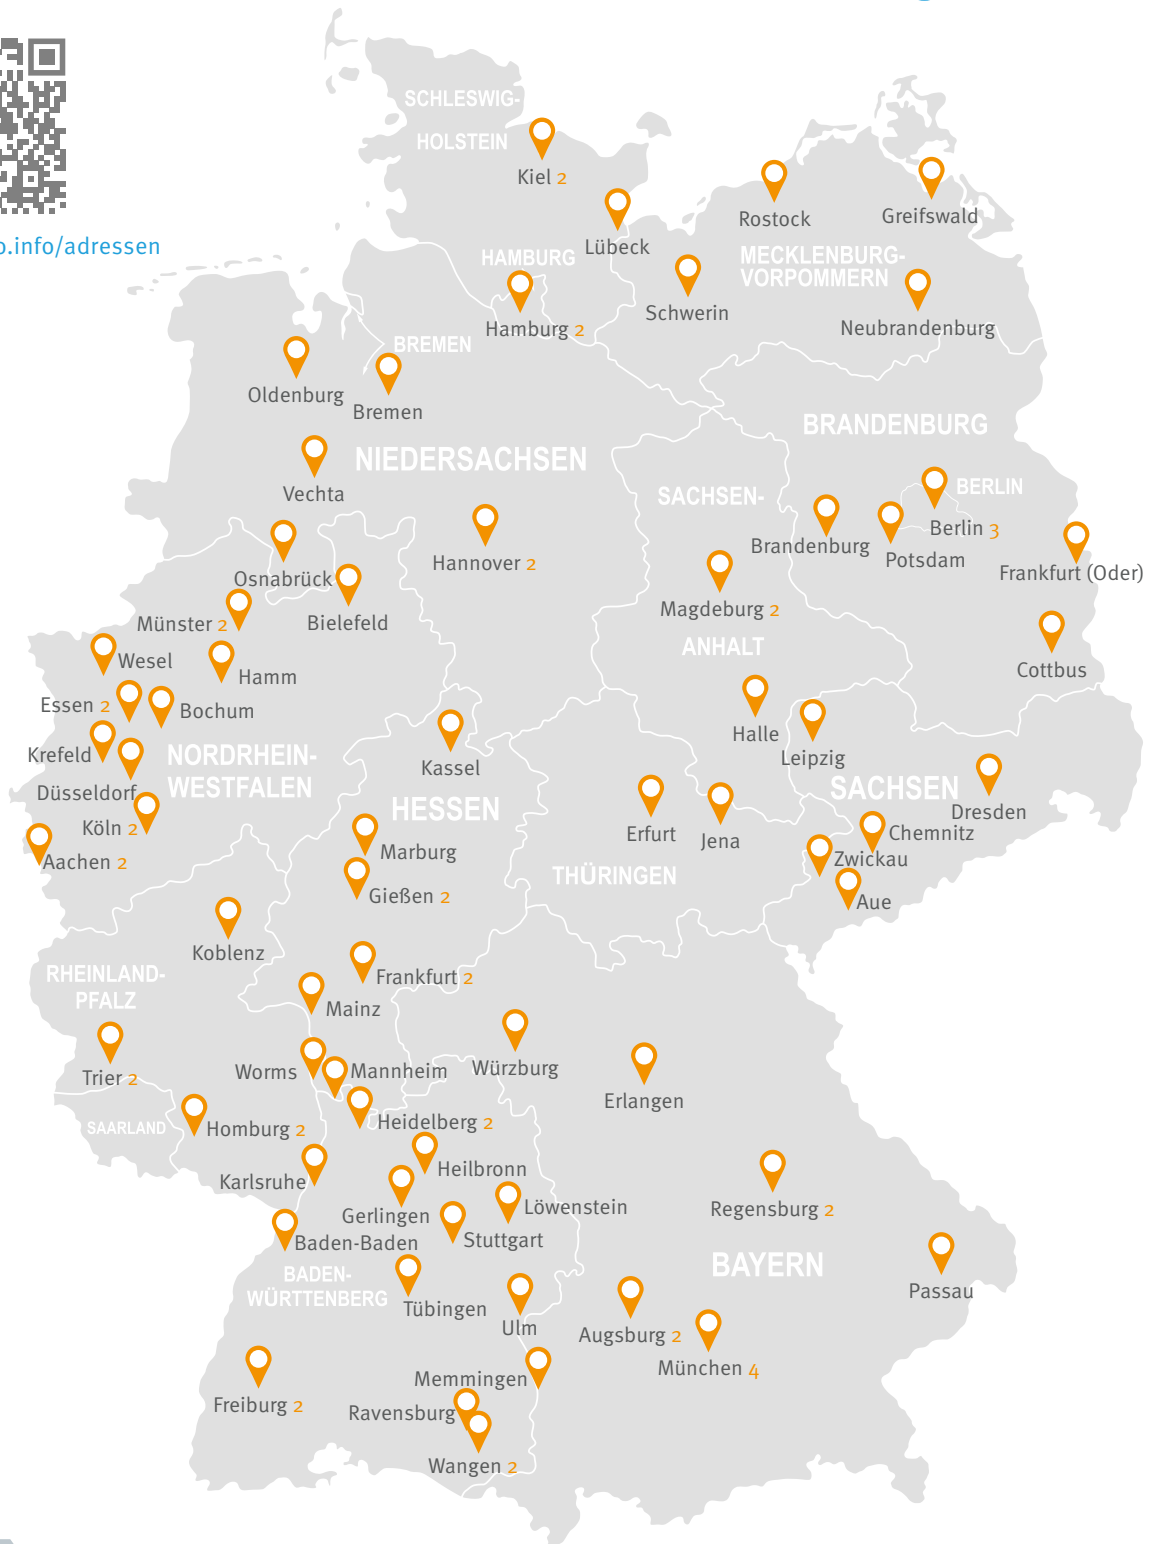 SCHLESWIG-
HOLSTEIN
Kiel 2
Rostock
Greifswald
Lübeck
o.info/adressen
HAMBURG
MECKLENBURG-
VORPOMMERN
Schwerin
Hamburg 2
Neubrandenburg
BREMEN
Oldenburg
Bremen
BRANDENBURG
NIEDERSACHSEN
Vechta
SACHSEN-
BERLIN
Berlin 3
Brandenburg
Potsdam
Hannover 2
Frankfurt (Oder)
Osnabrück
Magdeburg 2
Münster 2
Bielefeld
ANHALT
Wesel
Cottbus
Hamm
Essen 2
Bochum
Halle
Krefeld
NORDRHEIN-
WESTFALEN
Kassel
Leipzig
SACHSEN
Düsseldorf
HESSEN
Dresden
Köln 2
Erfurt
Jena
Chemnitz
Marburg
Zwickau
Aachen 2
THÜRINGEN
Gießen 2
Aue
Koblenz
RHEINLAND-
PFALZ
Frankfurt 2
Mainz
Trier 2
Worms
Mannheim
Würzburg
Erlangen
SAARLAND
Homburg 2
Heidelberg 2
Heilbronn
Karlsruhe
Löwenstein
Regensburg 2
Gerlingen
Stuttgart
Baden-Baden
BAYERN
BADEN-
WÜRTTENBERG
Passau
Tübingen
Ulm
Augsburg 2
München 4
Memmingen
Freiburg 2
Ravensburg
Wangen 2